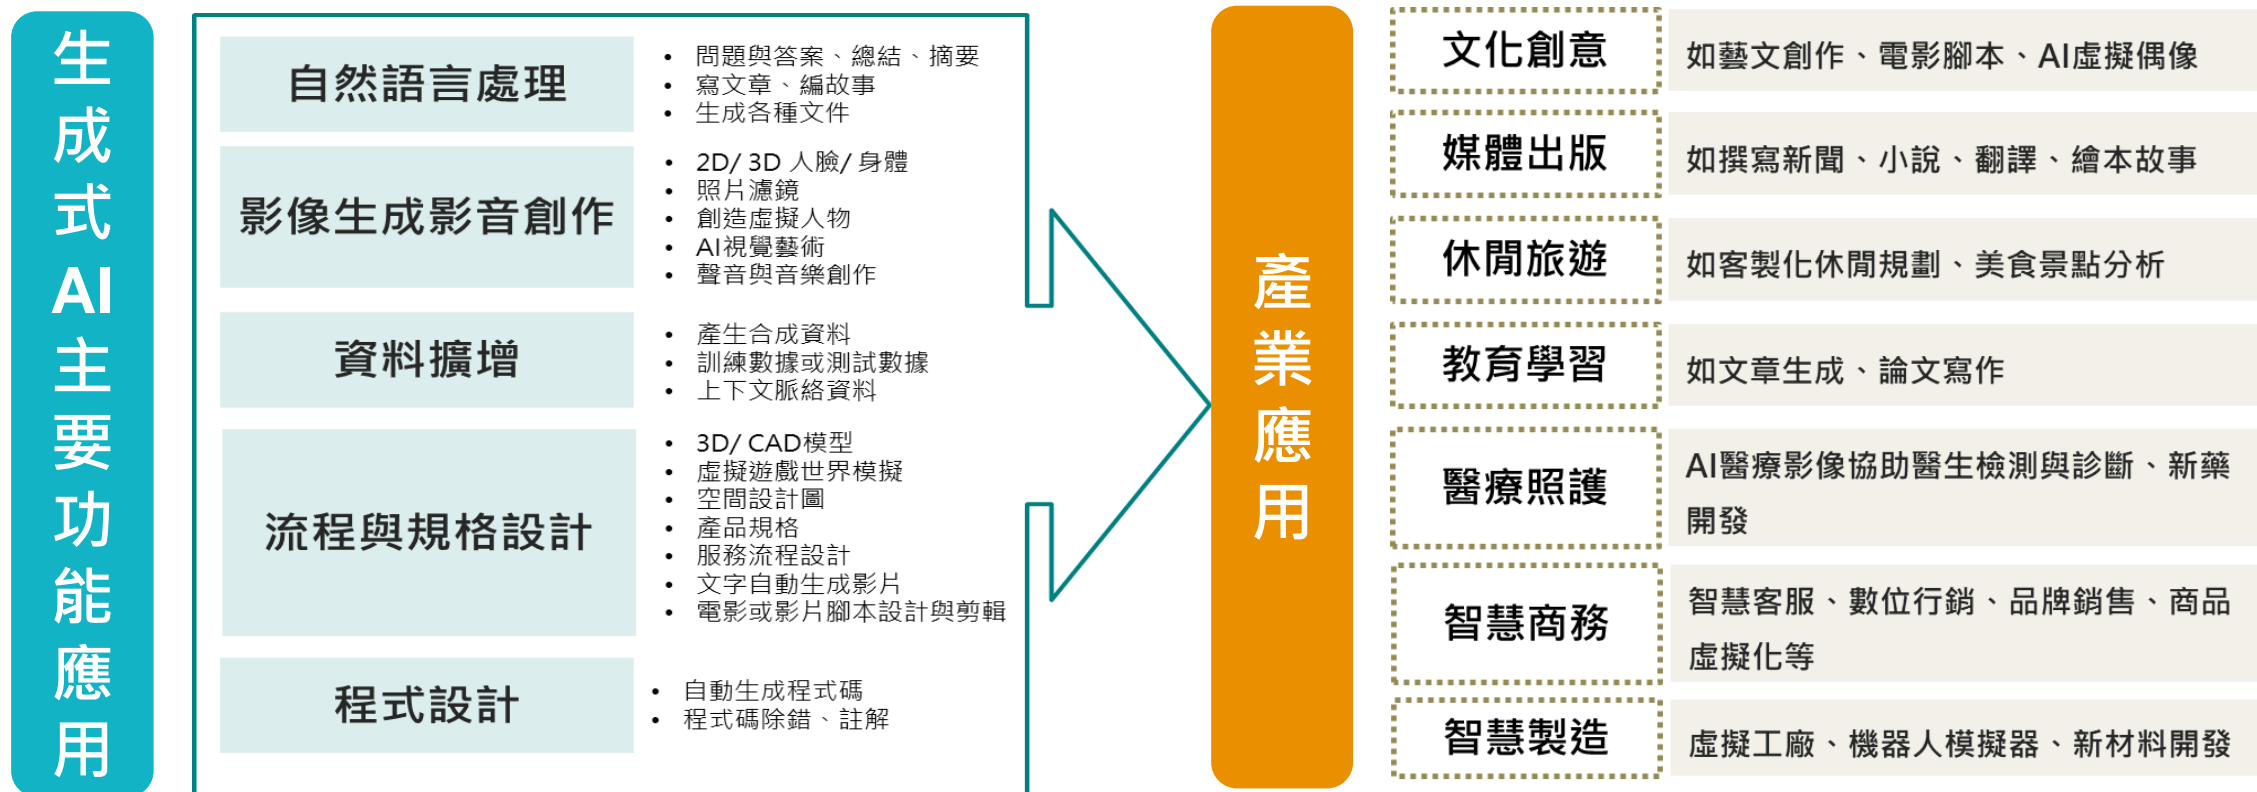 生成式AI主要功能應用
自然語言處理
• 問題與答案、總結、摘要
• 寫文章、編故事
• 生成各種文件
影像生成影音創作
• 2D/ 3D 人臉/ 身體
• 照片濾鏡
• 創造虛擬人物
• AI視覺藝術
• 聲音與音樂創作
資料擴增
• 產生合成資料
• 訓練數據或測試數據
• 上下文脈絡資料
流程與規格設計
• 3D/ CAD模型
• 虛擬遊戲世界模擬
• 空間設計圖
• 產品規格
• 服務流程設計
• 文字自動生成影片
• 電影或影片腳本設計與剪輯
程式設計
• 自動生成程式碼
• 程式碼除錯、註解
產業應用
文化創意
如藝文創作、電影腳本、AI虛擬偶像
媒體出版
如撰寫新聞、小說、翻譯、繪本故事
休閒旅遊
如客製化休閒規劃、美食景點分析
教育學習
如文章生成、論文寫作
醫療照護
AI醫療影像協助醫生檢測與診斷、新藥
開發
智慧商務
智慧客服、數位行銷、品牌銷售、商品
虛擬化等
智慧製造
虛擬工廠、機器人模擬器、新材料開發